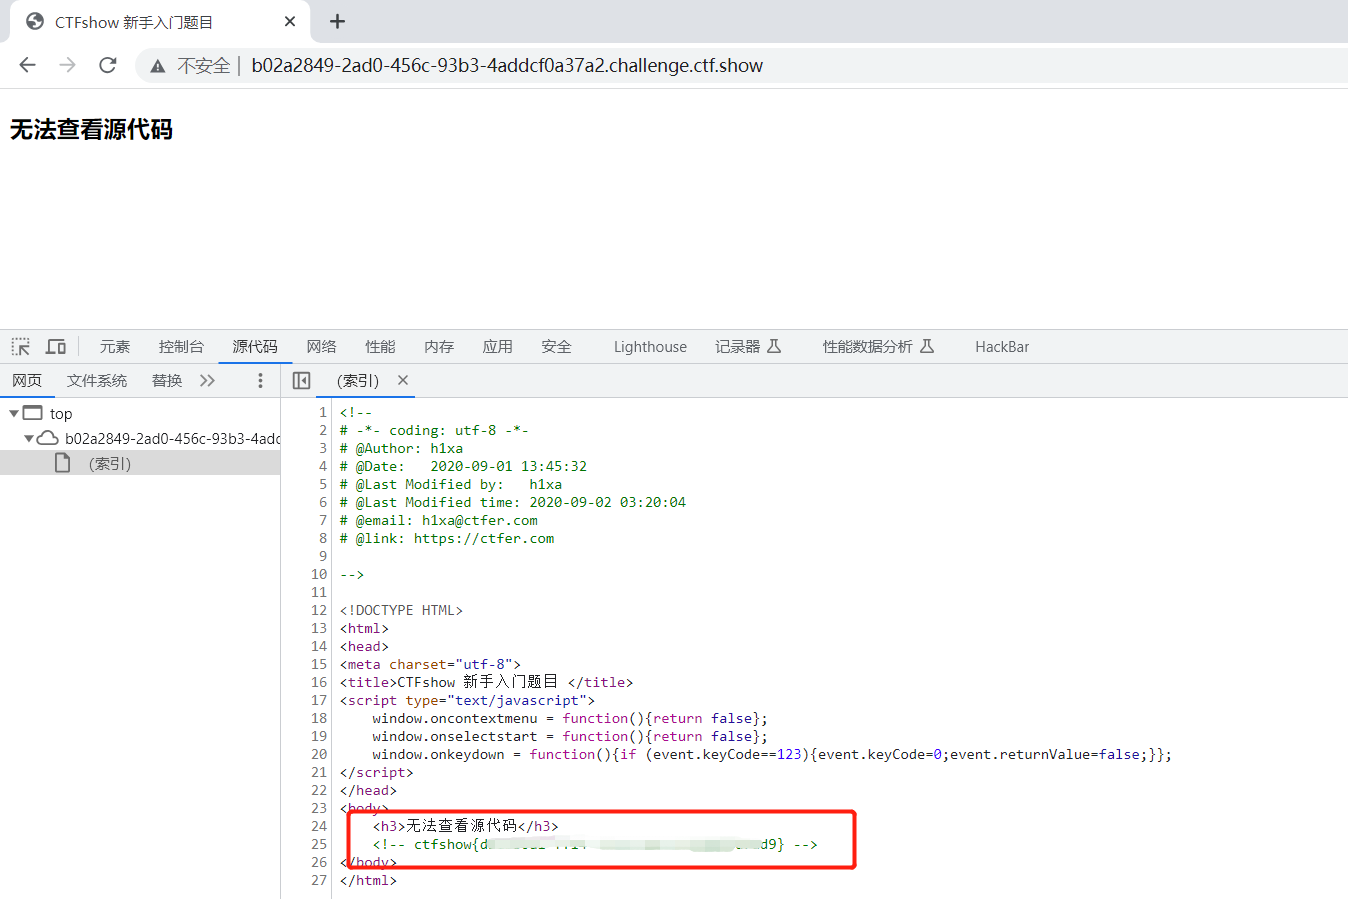 CTFshow 新手入门题目
不安全 b02a2849-2ad0-456c-93b3-4addcf0a37a2.challenge.ctf.show
无法查看源代码
元素 控制台 源代码 网络 性能 内存 应用 安全 Lighthouse 记录器 性能数据分析 HackBar
网页 文件系统 替换 (索引)
top
b02a2849-2ad0-456c-93b3-4add
(索引)
1 <!--
2 # -*- coding: utf-8 -*-
3 # @Author: h1xa
4 # @Date:   2020-09-01 13:45:32
5 # @Last Modified by:   h1xa
6 # @Last Modified time: 2020-09-02 03:20:04
7 # @email: h1xa@ctfer.com
8 # @link: https://ctfer.com
9
10 -->
11
12 <!DOCTYPE HTML>
13 <html>
14 <head>
15 <meta charset="utf-8">
16 <title>CTFshow 新手入门题目 </title>
17 <script type="text/javascript">
18     window.oncontextmenu = function(){return false};
19     window.onselectstart = function(){return false};
20     window.onkeydown = function(){if (event.keyCode==123){event.keyCode=0;event.returnValue=false;}};
21 </script>
22 </head>
23 <body>
24     <h3>无法查看源代码</h3>
25     <!-- ctfshow{ d9} -->
26 </body>
27 </html>